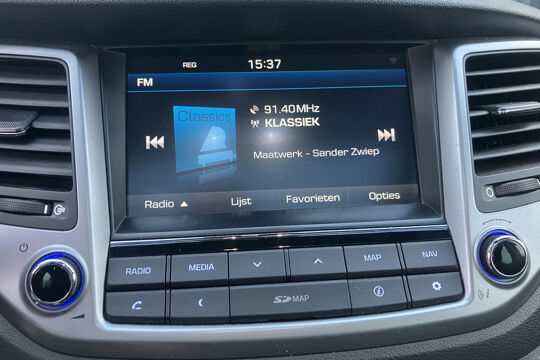 REG 15:37
FM
Classics
91.40MHz
KLASSIEK
Maatwerk - Sander Zwiep
Radio ▲ Lijst Favorieten Opties
RADIO MEDIA MAP NAV
SD MAP